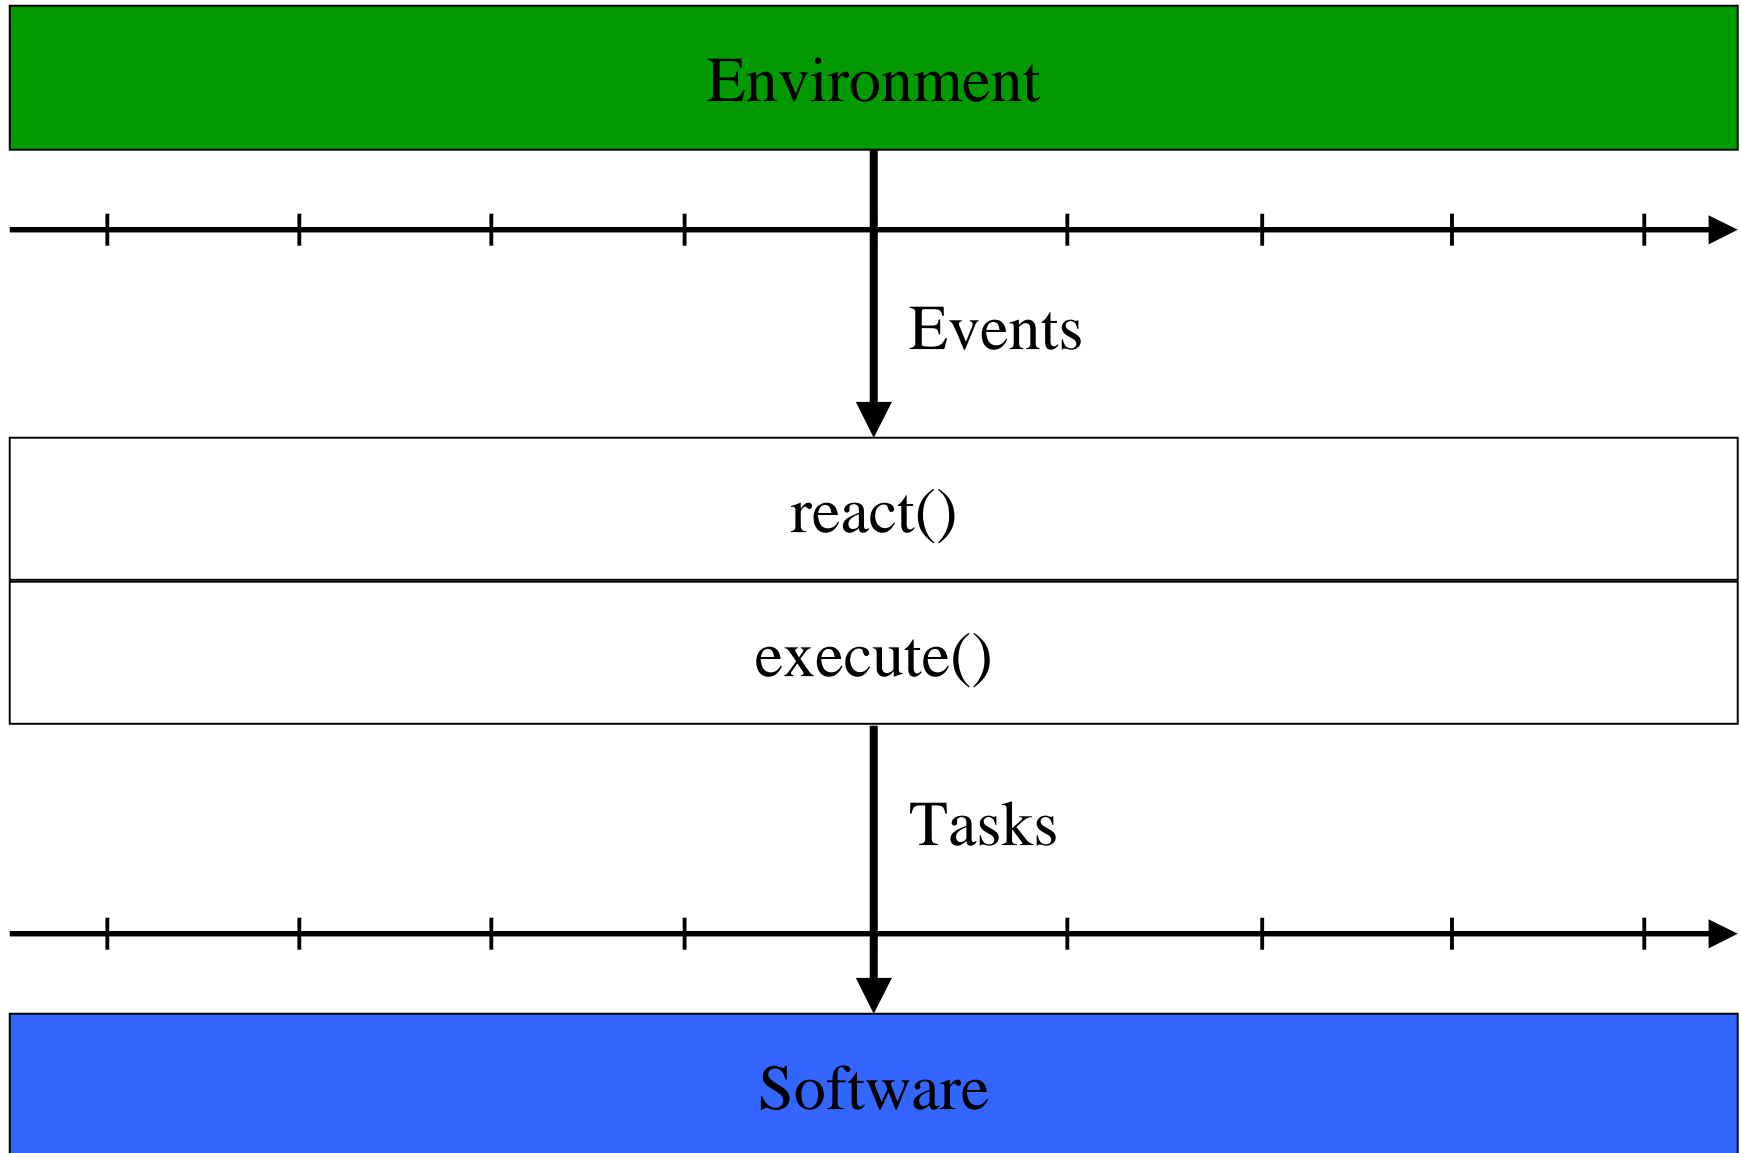 Environment
Events
react()
execute()
Tasks
Software